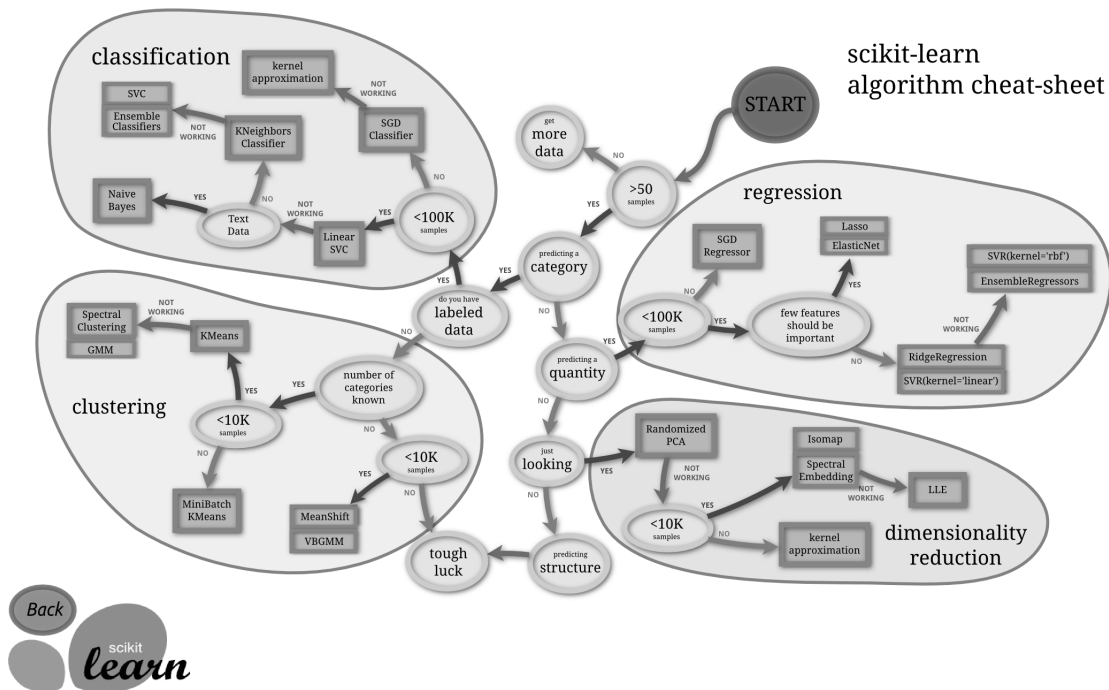 scikit-learn
algorithm cheat-sheet
START
classification
kernel
approximation
NOT
WORKING
SVC
Ensemble
Classifiers
NOT
WORKING
KNeighbors
Classifier
SGD
Classifier
NO
Naive
Bayes
YES
Text
Data
NO
NOT
WORKING
Linear
SVC
YES
<100K
samples
YES
get
more
data
NO
>50
samples
YES
predicting a
category
YES
NO
do you have
labeled
data
NO
predicting a
quantity
YES
NO
just
looking
YES
NO
predicting
structure
tough
luck
regression
SGD
Regressor
NO
<100K
samples
YES
Lasso
ElasticNet
YES
few features
should be
important
NO
SVR(kernel='rbf')
EnsembleRegressors
NOT
WORKING
RidgeRegression
SVR(kernel='linear')
clustering
Spectral
Clustering
GMM
NOT
WORKING
KMeans
YES
<10K
samples
YES
number of
categories
known
NO
NO
MiniBatch
KMeans
<10K
samples
YES
NO
MeanShift
VBGMM
Randomized
PCA
NOT
WORKING
<10K
samples
YES
NO
Isomap
Spectral
Embedding
NOT
WORKING
LLE
kernel
approximation
dimensionality
reduction
Back
scikit
learn